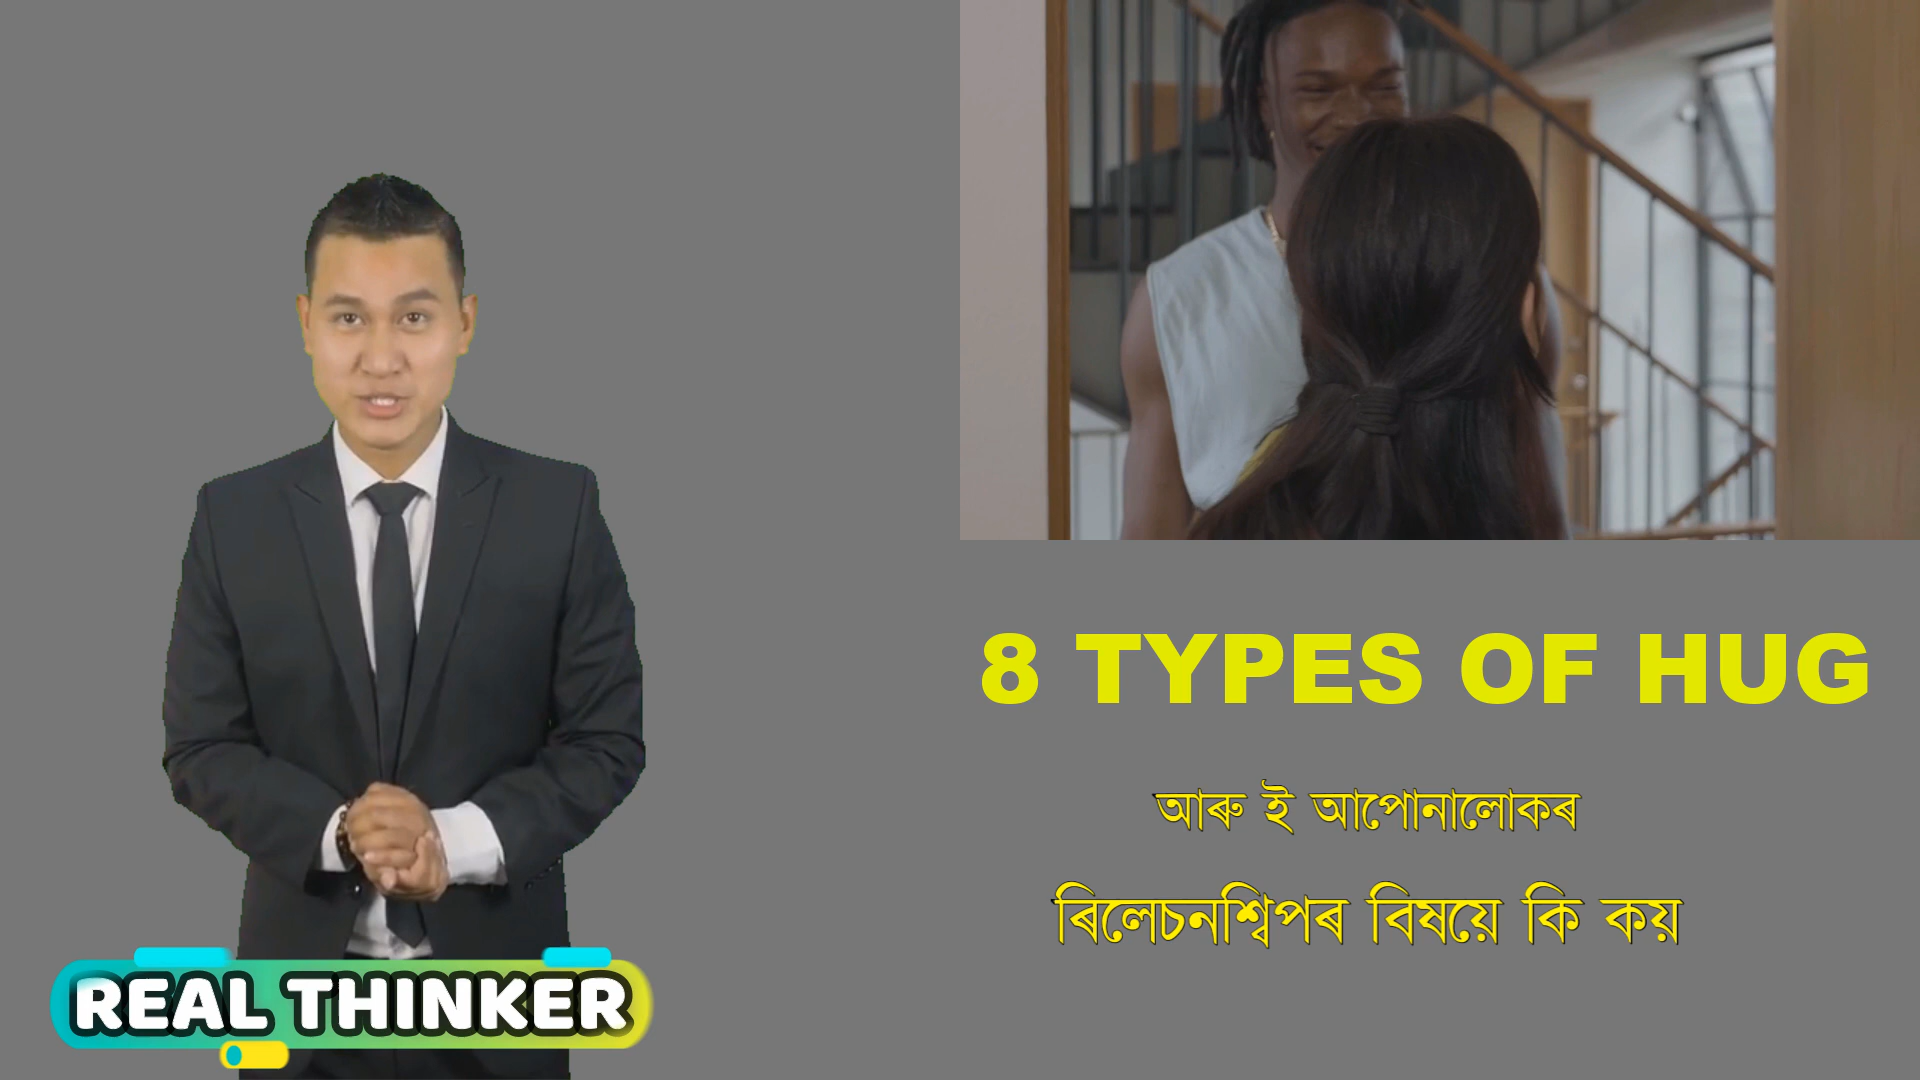 8 TYPES OF HUG
আৰু ই আপোনালোকৰ
ৰিলেচনশ্বিপৰ বিষয়ে কি কয়
REAL THINKER